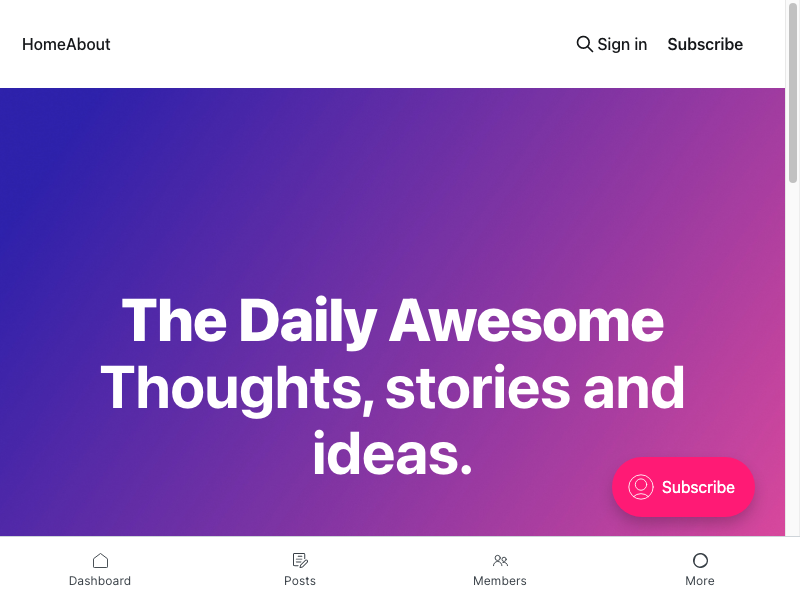 HomeAbout
Sign in
Subscribe
The Daily Awesome
Thoughts, stories and
ideas.
Subscribe
Dashboard
Posts
Members
More